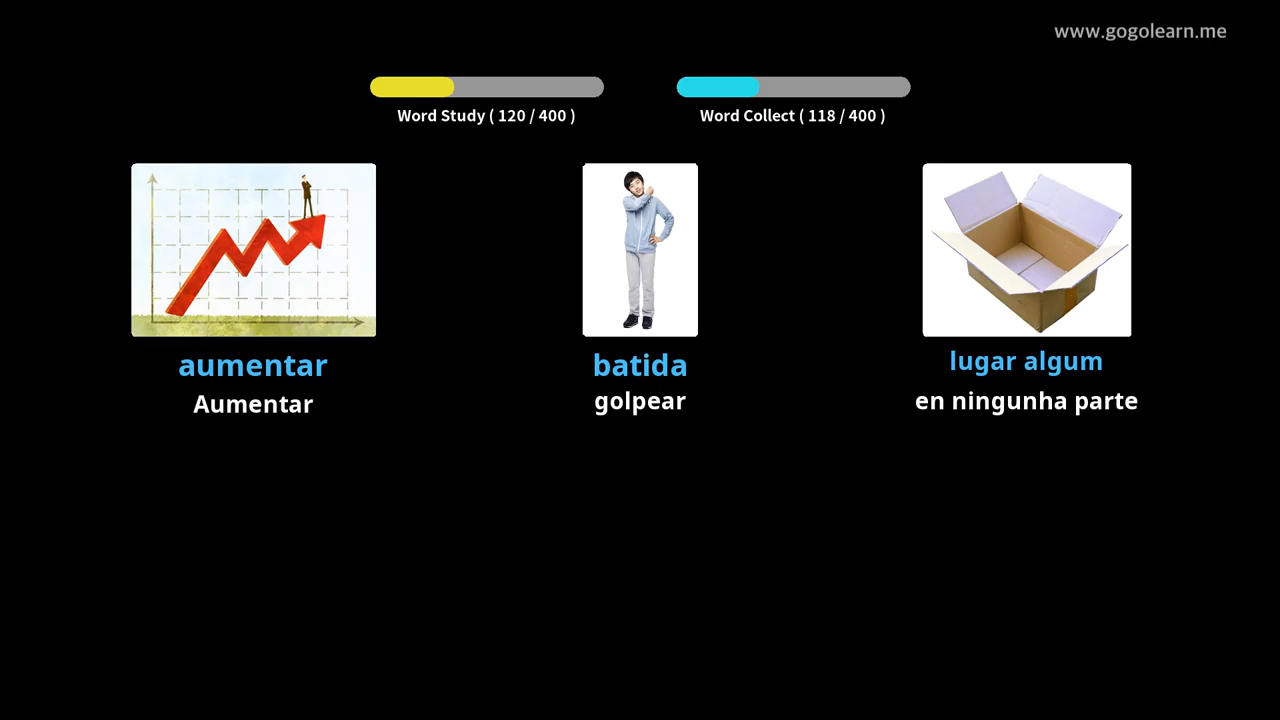 www.gogolearn.me
Word Study ( 120 / 400 )
Word Collect ( 118 / 400 )
aumentar
Aumentar
batida
golpear
lugar algum
en ningunha parte